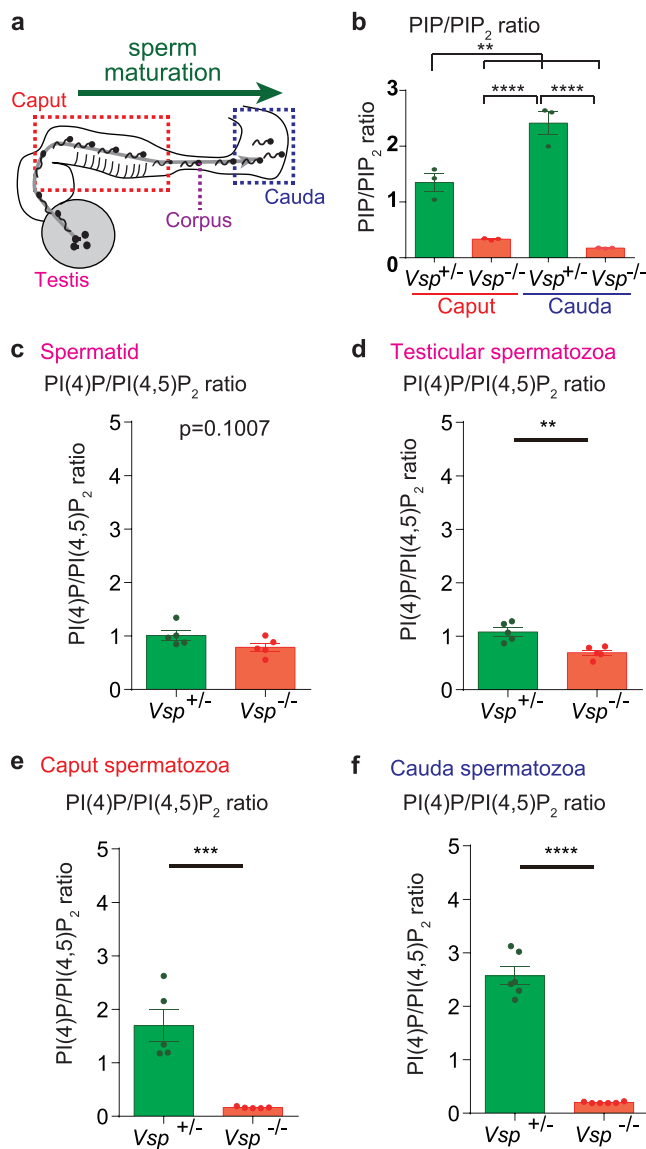 a
sperm
maturation
Caput
Corpus
Cauda
Testis
b
PIP/PIP2 ratio
**
****
****
PIP/PIP2 ratio
3
2
1
0
Vsp+/-
Vsp-/-
Vsp+/-
Vsp-/-
Caput
Cauda
c Spermatid
PI(4)P/PI(4,5)P2 ratio
p=0.1007
PI(4)P/PI(4,5)P2 ratio
5
4
3
2
1
0
Vsp+/-
Vsp-/-
d Testicular spermatozoa
PI(4)P/PI(4,5)P2 ratio
**
PI(4)P/PI(4,5)P2 ratio
5
4
3
2
1
0
Vsp+/-
Vsp-/-
e Caput spermatozoa
PI(4)P/PI(4,5)P2 ratio
***
PI(4)P/PI(4,5)P2 ratio
5
4
3
2
1
0
Vsp +/-
Vsp -/-
f Cauda spermatozoa
PI(4)P/PI(4,5)P2 ratio
****
PI(4)P/PI(4,5)P2 ratio
5
4
3
2
1
0
Vsp +/-
Vsp -/-